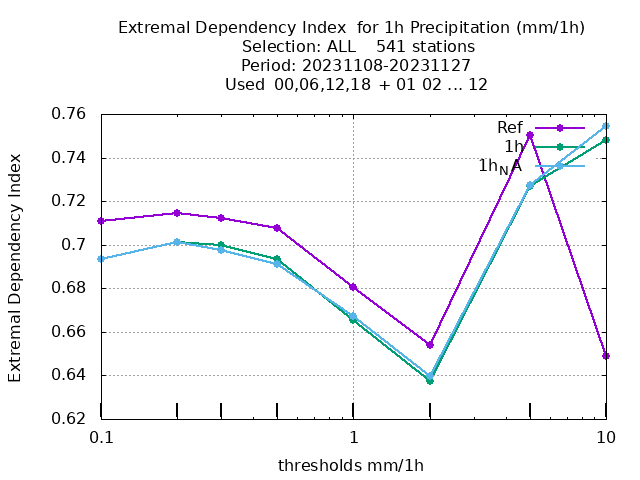 Extremal Dependency Index  for 1h Precipitation (mm/1h)
Selection: ALL    541 stations
Period: 20231108-20231127
Used  00,06,12,18  + 01 02 ... 12
Extremal Dependency Index
0.76
0.74
0.72
0.7
0.68
0.66
0.64
0.62
Ref
1h
1h_NA
0.1
1
10
thresholds mm/1h